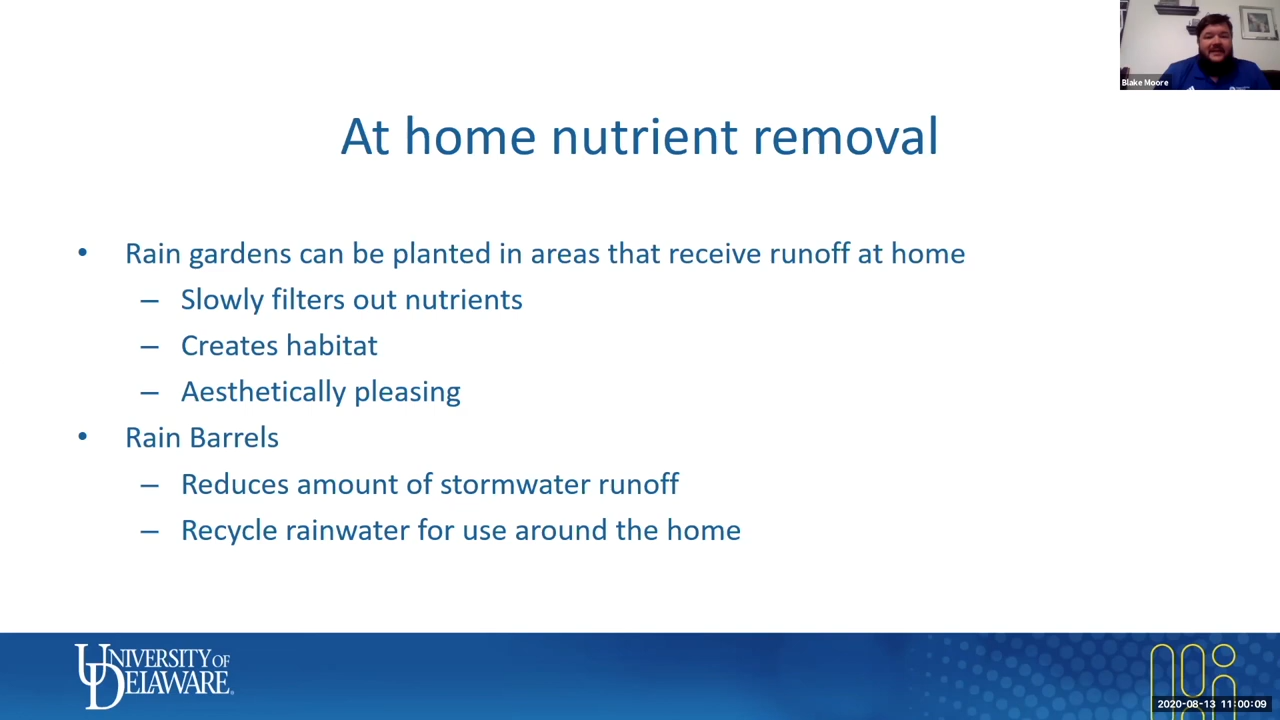 Blake Moore
At home nutrient removal
• Rain gardens can be planted in areas that receive runoff at home
– Slowly filters out nutrients
– Creates habitat
– Aesthetically pleasing
• Rain Barrels
– Reduces amount of stormwater runoff
– Recycle rainwater for use around the home
UNIVERSITY OF
DELAWARE.
2020-08-13 11:00:09